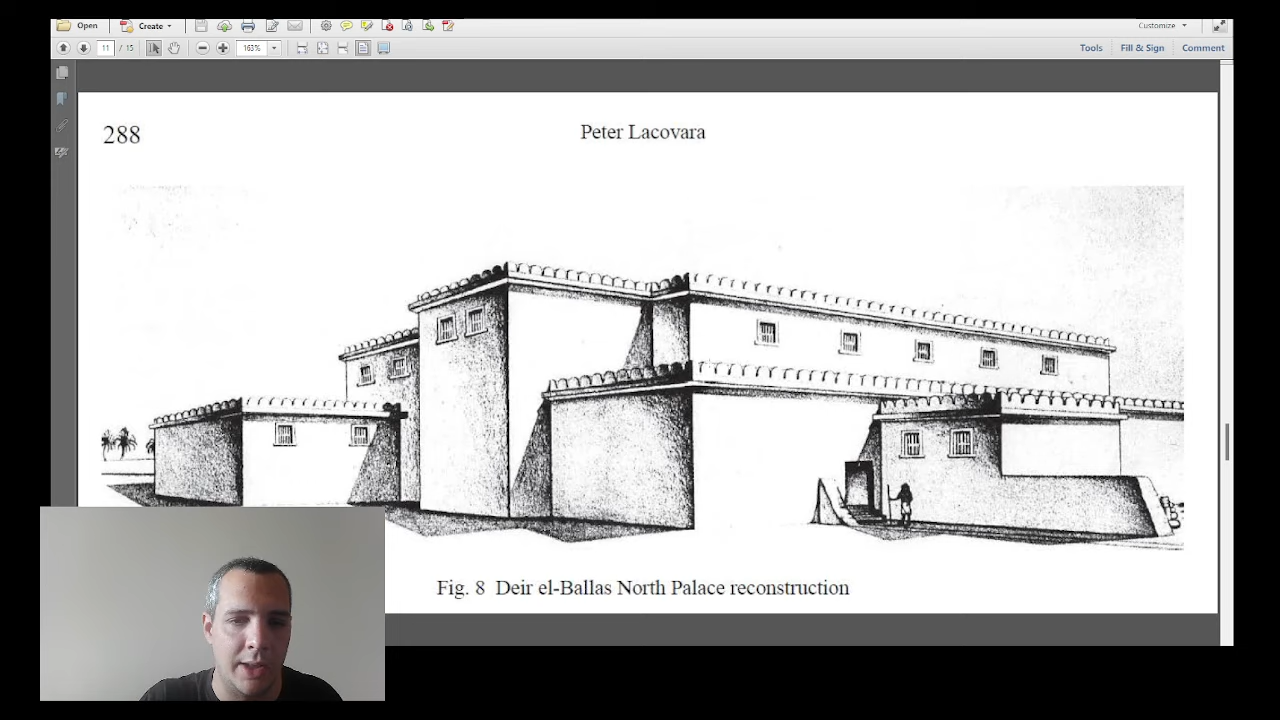 Open
Create
Customize
11 / 15
163%
Tools
Fill & Sign
Comment
288
Peter Lacovara
Fig. 8 Deir el-Ballas North Palace reconstruction